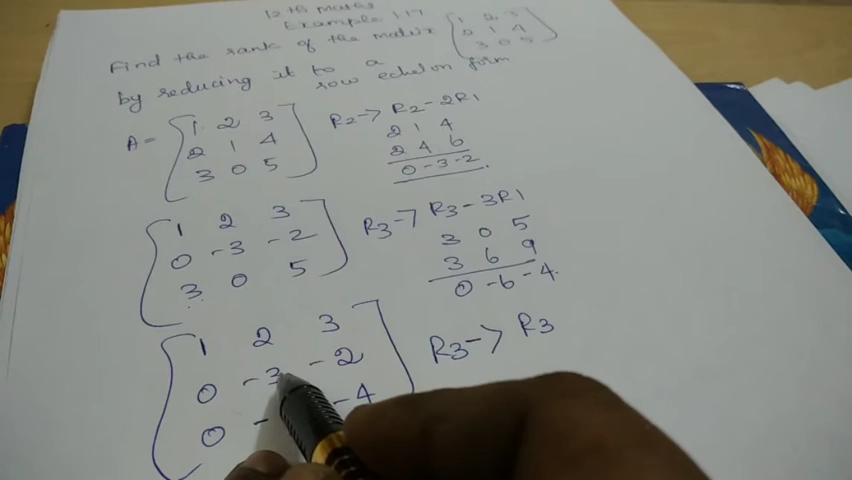 12th Maths
Example 1.17
Find the rank of the matrix [1 2 3
2 1 4
3 0 5]
by reducing it to a row echelon form
A = [1 2 3
2 1 4
3 0 5]
R2 -> R2 - 2R1
2 1 4
2 4 6
0 -3 -2
[1 2 3
0 -3 -2
3 0 5]
R3 -> R3 - 3R1
3 0 5
3 6 9
0 -6 -4
[1 2 3
0 -3 -2
0 - -4
R3 -> R3